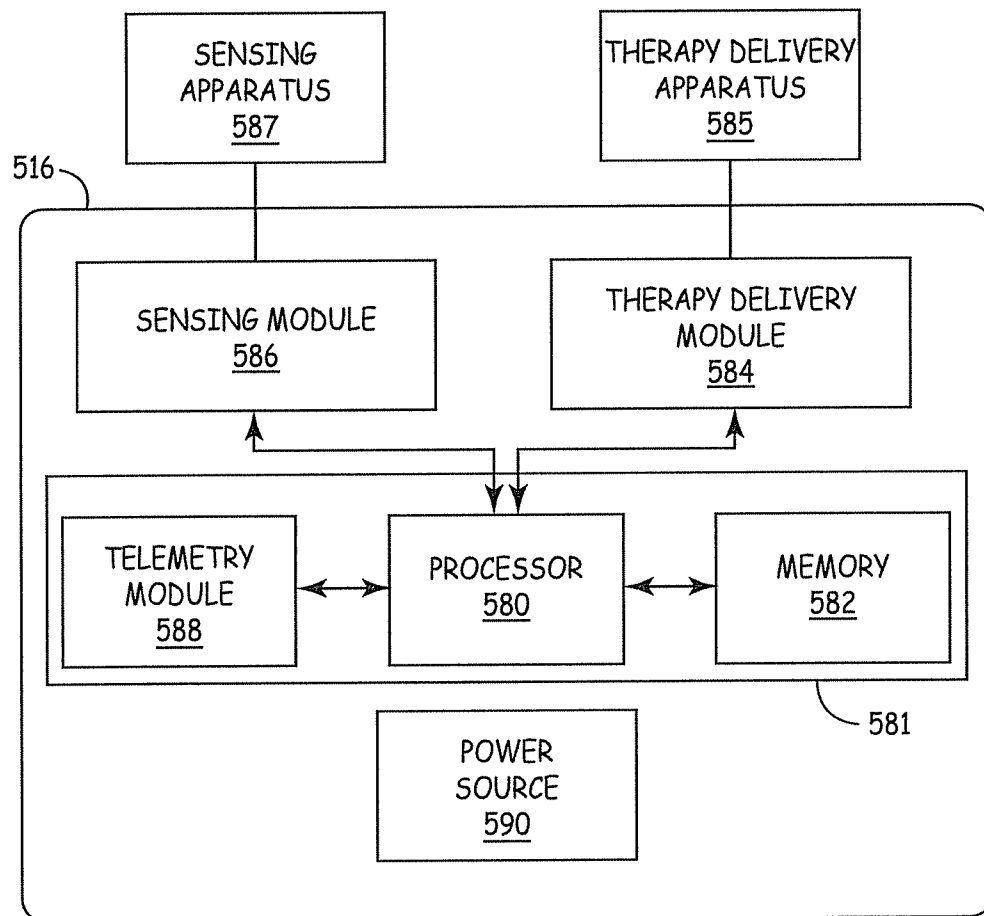 SENSING
APPARATUS
587
THERAPY DELIVERY
APPARATUS
585
516
SENSING MODULE
586
THERAPY DELIVERY
MODULE
584
TELEMETRY
MODULE
588
PROCESSOR
580
MEMORY
582
581
POWER
SOURCE
590